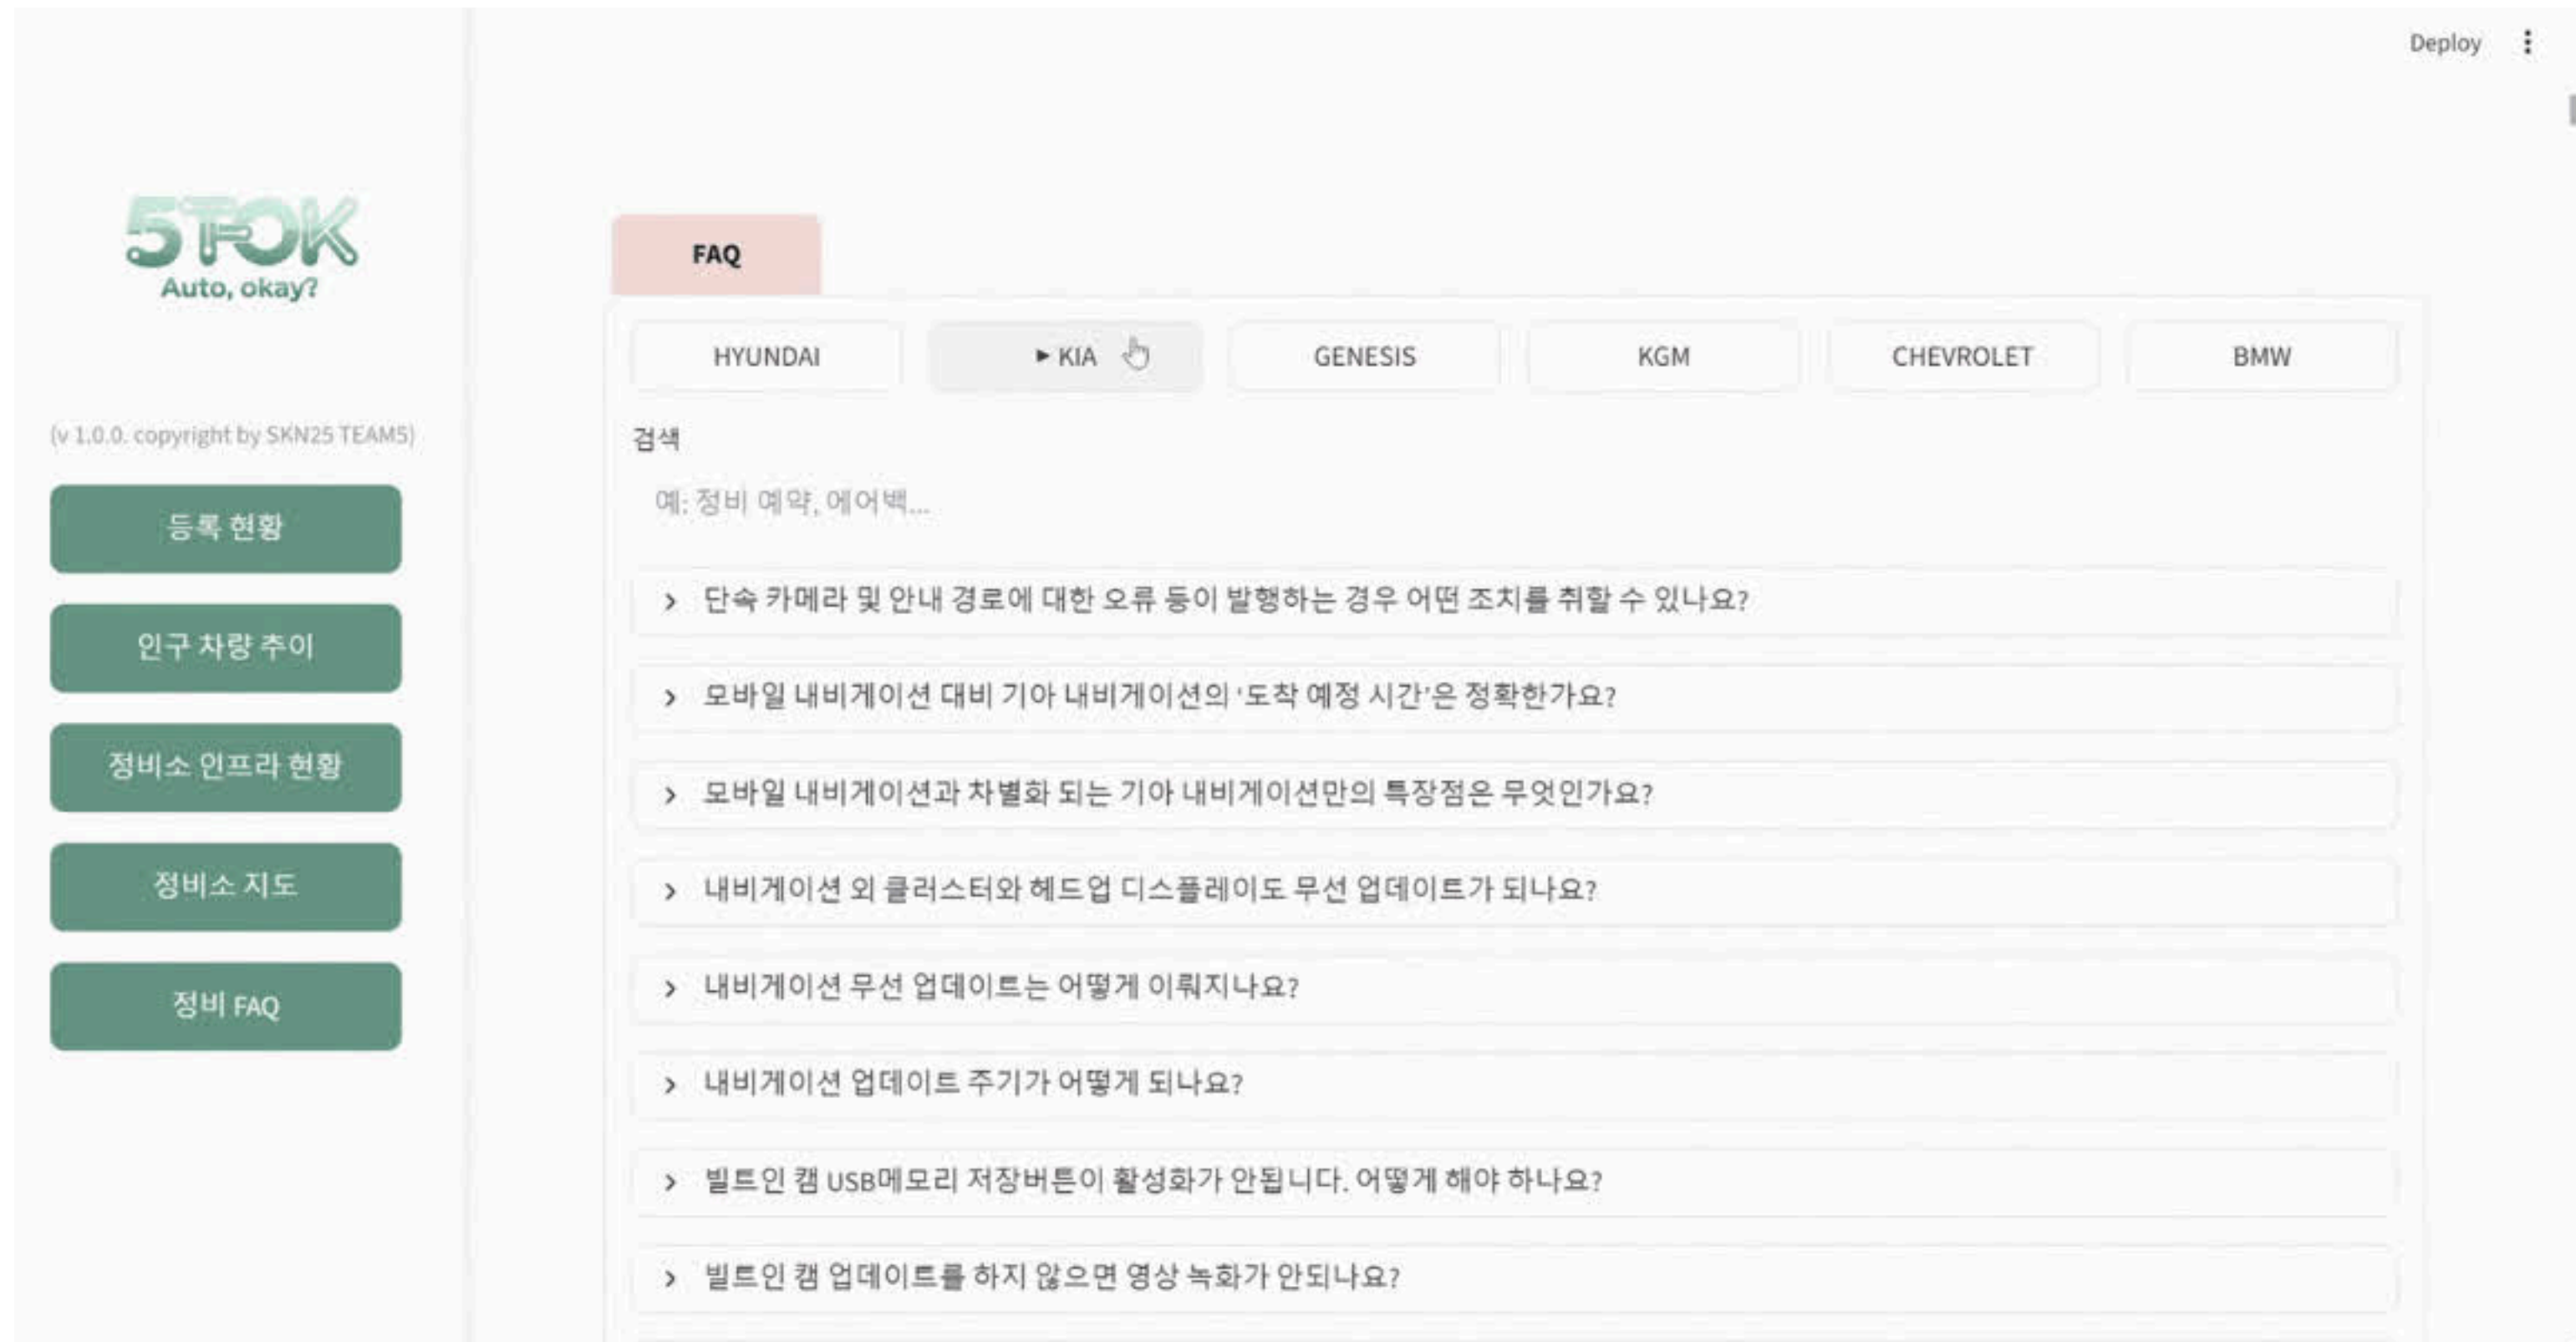 Deploy
5TOK
Auto, okay?
(v 1.0.0. copyright by SKN25 TEAM5)
등록 현황
인구 차량 추이
정비소 인프라 현황
정비소 지도
정비 FAQ
FAQ
HYUNDAI
▸ KIA
GENESIS
KGM
CHEVROLET
BMW
검색
예: 정비 예약, 에어백...
단속 카메라 및 안내 경로에 대한 오류 등이 발행하는 경우 어떤 조치를 취할 수 있나요?
모바일 내비게이션 대비 기아 내비게이션의 ‘도착 예정 시간’은 정확한가요?
모바일 내비게이션과 차별화 되는 기아 내비게이션만의 특장점은 무엇인가요?
내비게이션 외 클러스터와 헤드업 디스플레이도 무선 업데이트가 되나요?
내비게이션 무선 업데이트는 어떻게 이뤄지나요?
내비게이션 업데이트 주기가 어떻게 되나요?
빌트인 캠 USB메모리 저장버튼이 활성화가 안됩니다. 어떻게 해야 하나요?
빌트인 캠 업데이트를 하지 않으면 영상 녹화가 안되나요?